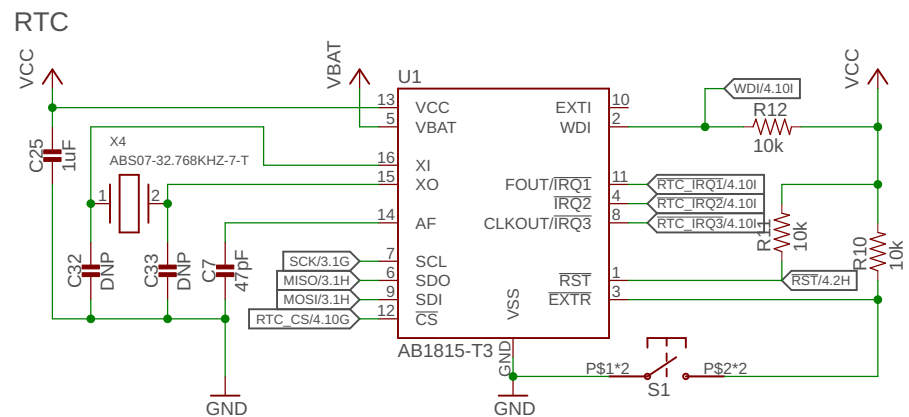 RTC
VCC
VBAT
VCC
U1
13 VCC
5 VBAT
16 XI
15 XO
14 AF
7 SCL
6 SDO
9 SDI
12 CS
EXTI 10
WDI 2
FOUT/IRQ1 11
IRQ2 4
CLKOUT/IRQ3 8
RST 1
EXTR 3
VSS
AB1815-T3
WDI/4.10I
R12
10k
C25
1uF
X4
ABS07-32.768KHZ-7-T
1
2
RTC_IRQ1/4.10I
RTC_IRQ2/4.10I
RTC_IRQ3/4.10I
R11
10k
R10
10k
C32
DNP
C33
DNP
C7
47pF
SCK/3.1G
MISO/3.1H
MOSI/3.1H
RTC_CS/4.10G
RST/4.2H
GND
P$1*2
P$2*2
S1
GND
GND